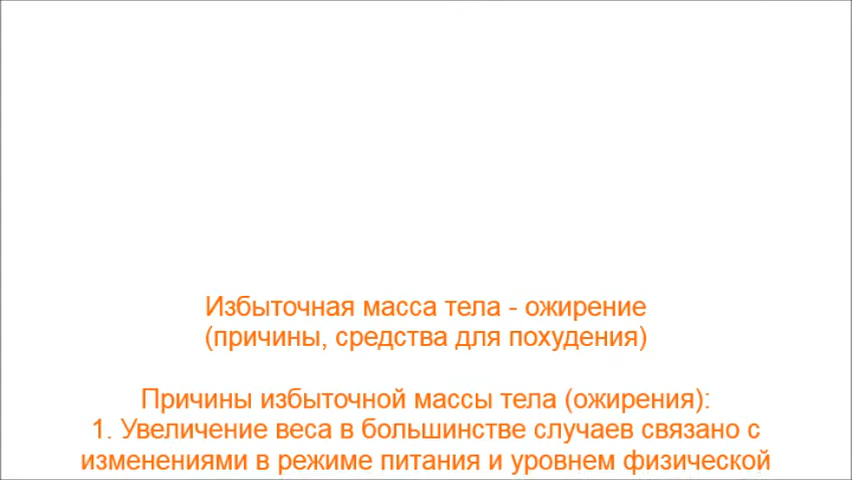 Избыточная масса тела - ожирение
(причины, средства для похудения)
Причины избыточной массы тела (ожирения):
1. Увеличение веса в большинстве случаев связано с
изменениями в режиме питания и уровнем физической